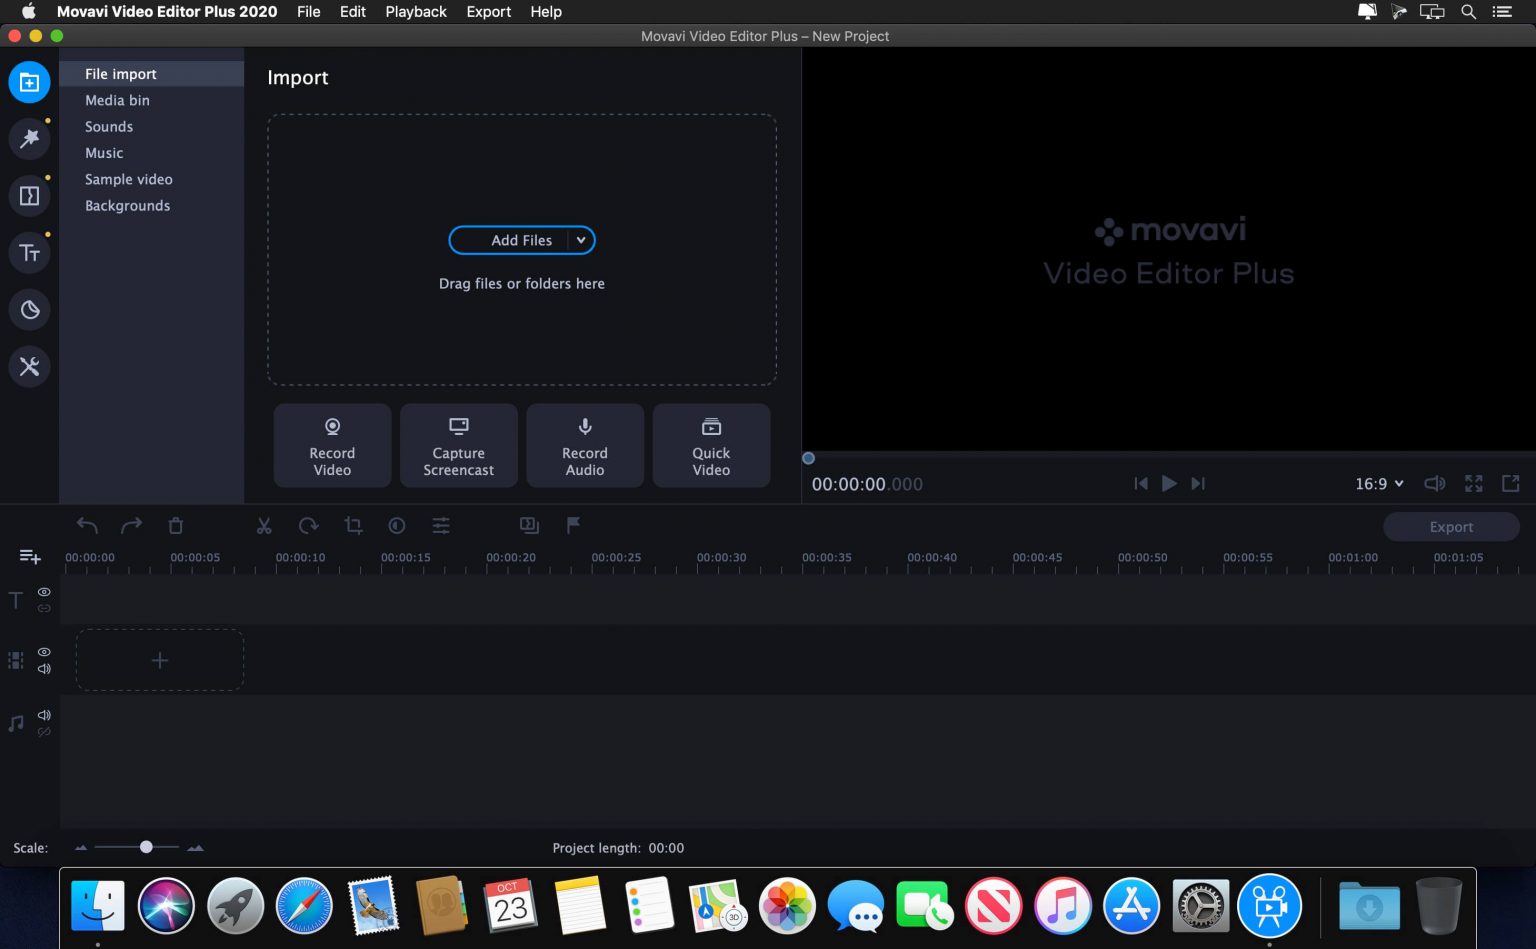 Movavi Video Editor Plus 2020 File Edit Playback Export Help
Movavi Video Editor Plus – New Project
File import
Media bin
Sounds
Music
Sample video
Backgrounds
Import
Add Files
Drag files or folders here
Record
Video
Capture
Screencast
Record
Audio
Quick
Video
movavi
Video Editor Plus
00:00:00.000
16:9
Export
00:00:00 00:00:05 00:00:10 00:00:15 00:00:20 00:00:25 00:00:30 00:00:35 00:00:40 00:00:45 00:00:50 00:00:55 00:01:00 00:01:05
Scale:
Project length: 00:00
OCT
23
3D